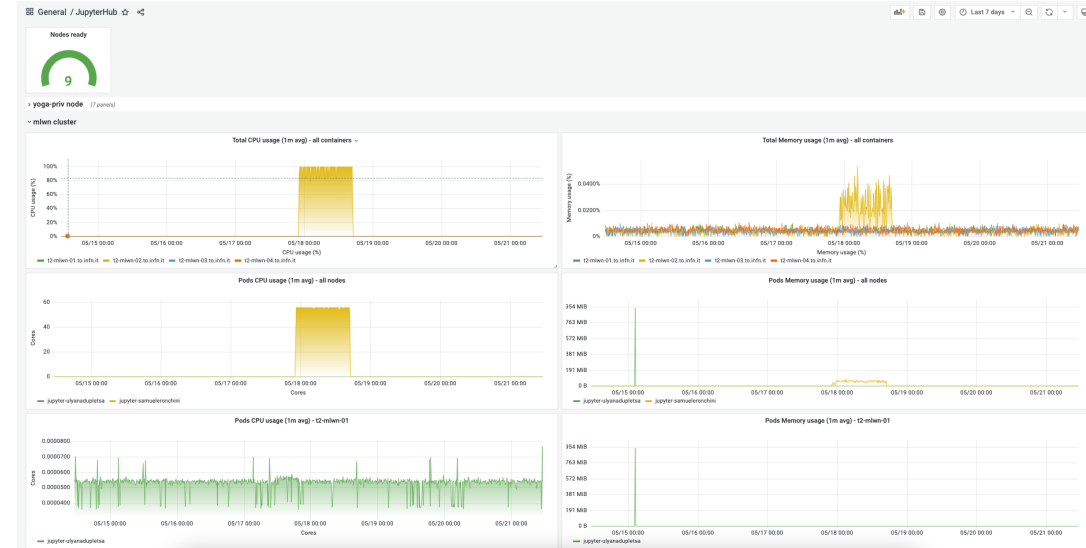 General / JupyterHub
Last 7 days
Nodes ready
9
yoga-priv node (7 panels)
mlwn cluster
Total CPU usage (1m avg) - all containers
CPU usage (%)
100%
80%
60%
40%
20%
0%
05/15 00:00 05/16 00:00 05/17 00:00 05/18 00:00 05/19 00:00 05/20 00:00 05/21 00:00
CPU usage (%)
t2-mlwn-01.to.infn.it t2-mlwn-02.to.infn.it t2-mlwn-03.to.infn.it t2-mlwn-04.to.infn.it
Total Memory usage (1m avg) - all containers
Memory usage (%)
0.0400%
0.0200%
0%
05/15 00:00 05/16 00:00 05/17 00:00 05/18 00:00 05/19 00:00 05/20 00:00 05/21 00:00
Memory usage (%)
t2-mlwn-01.to.infn.it t2-mlwn-02.to.infn.it t2-mlwn-03.to.infn.it t2-mlwn-04.to.infn.it
Pods CPU usage (1m avg) - all nodes
Cores
60
40
20
0
05/15 00:00 05/16 00:00 05/17 00:00 05/18 00:00 05/19 00:00 05/20 00:00 05/21 00:00
Cores
jupyter-ulyanadupletsa jupyter-samueleronchini
Pods Memory usage (1m avg) - all nodes
954 MiB
763 MiB
572 MiB
381 MiB
191 MiB
0 B
05/15 00:00 05/16 00:00 05/17 00:00 05/18 00:00 05/19 00:00 05/20 00:00 05/21 00:00
jupyter-ulyanadupletsa jupyter-samueleronchini
Pods CPU usage (1m avg) - t2-mlwn-01
Cores
0.0000800
0.0000700
0.0000600
0.0000500
0.0000400
05/15 00:00 05/16 00:00 05/17 00:00 05/18 00:00 05/19 00:00 05/20 00:00 05/21 00:00
Cores
jupyter-ulyanadupletsa
Pods Memory usage (1m avg) - t2-mlwn-01
954 MiB
763 MiB
572 MiB
381 MiB
191 MiB
0 B
05/15 00:00 05/16 00:00 05/17 00:00 05/18 00:00 05/19 00:00 05/20 00:00 05/21 00:00
jupyter-ulyanadupletsa